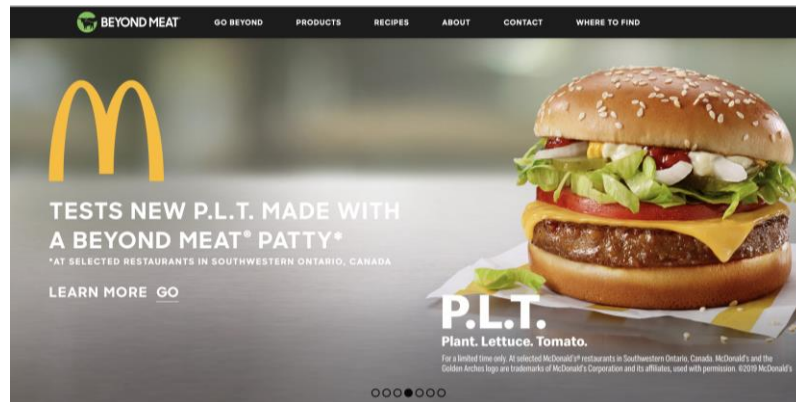 BEYOND MEAT GO BEYOND PRODUCTS RECIPES ABOUT CONTACT WHERE TO FIND
TESTS NEW P.L.T. MADE WITH
A BEYOND MEAT® PATTY*
*AT SELECTED RESTAURANTS IN SOUTHWESTERN ONTARIO, CANADA
LEARN MORE GO
P.L.T.
Plant. Lettuce. Tomato.
For a limited time only. At selected McDonald's® restaurants in Southwestern Ontario, Canada. McDonald's and the
Golden Arches logo are trademarks of McDonald's Corporation and its affiliates, used with permission. ©2019 McDonald's